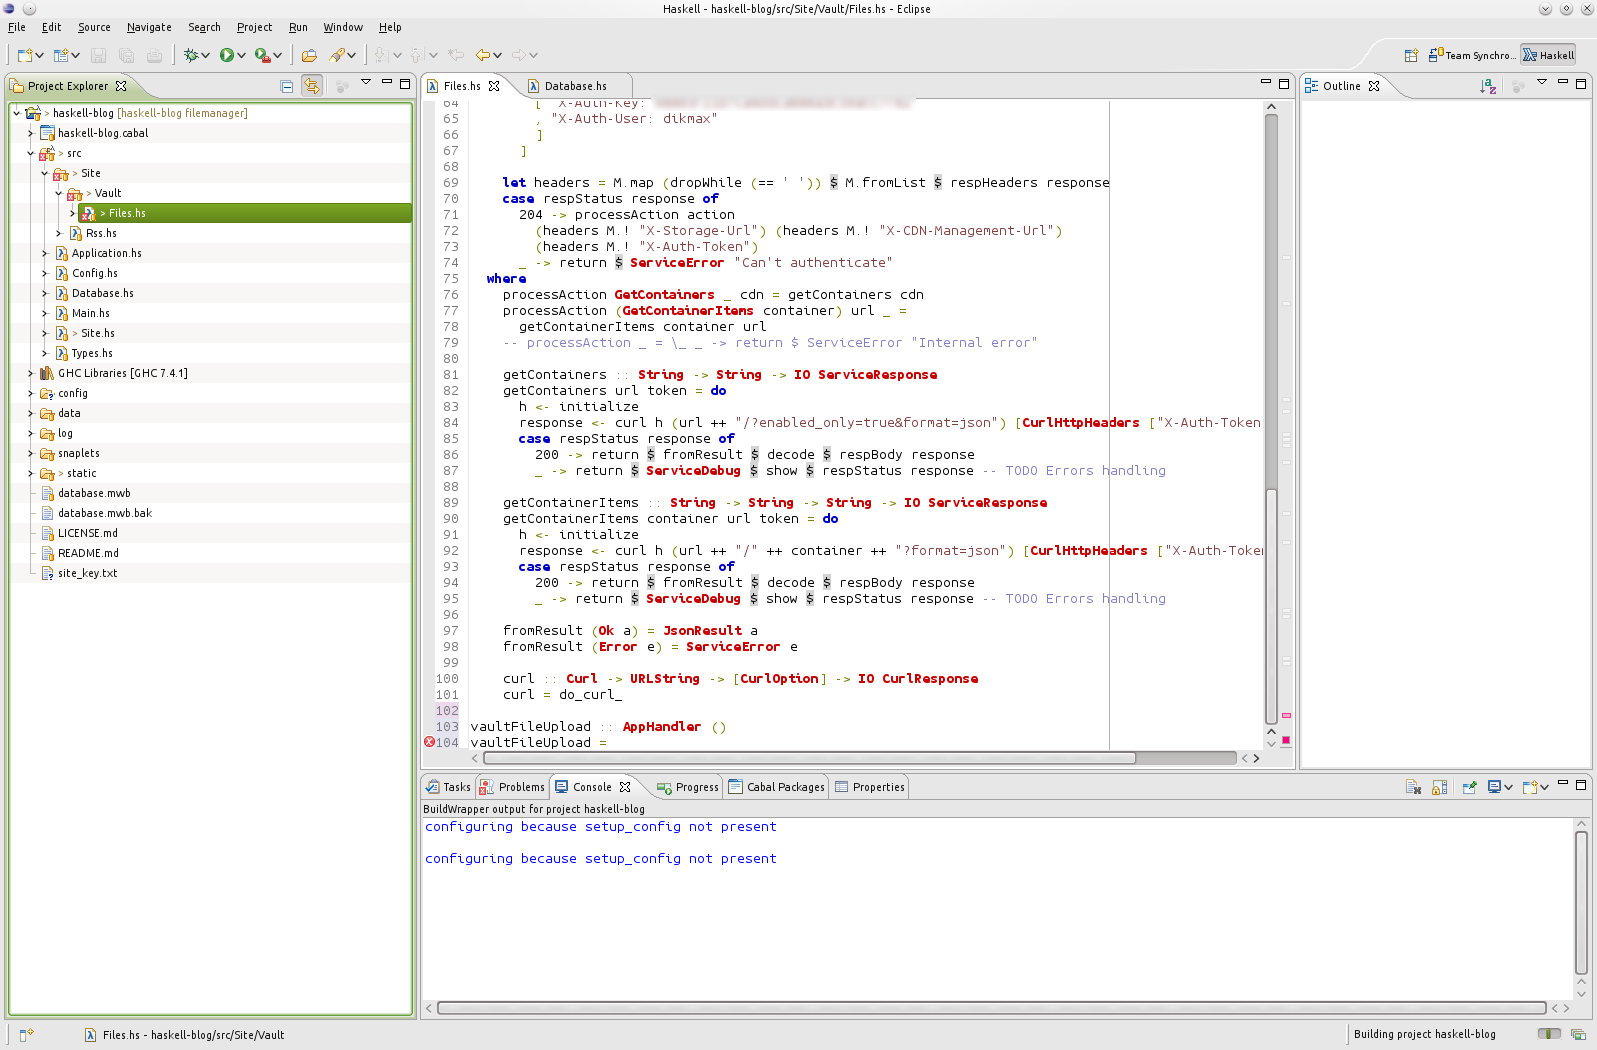 Haskell - haskell-blog/src/Site/Vault/Files.hs - Eclipse
File Edit Source Navigate Search Project Run Window Help
Team Synchro... Haskell
Project Explorer
haskell-blog [haskell-blog filemanager]
haskell-blog.cabal
> src
> Site
> Vault
> Files.hs
Rss.hs
Application.hs
Config.hs
Database.hs
Main.hs
> Site.hs
Types.hs
GHC Libraries [GHC 7.4.1]
config
data
log
snaplets
> static
database.mwb
database.mwb.bak
LICENSE.md
README.md
site_key.txt
Files.hs Database.hs
64 [ "X-Auth-Key:
65 , "X-Auth-User: dikmax"
66 ]
67 ]
68
69 let headers = M.map (dropWhile (== ' ')) $ M.fromList $ respHeaders response
70 case respStatus response of
71 204 -> processAction action
72 (headers M.! "X-Storage-Url") (headers M.! "X-CDN-Management-Url")
73 (headers M.! "X-Auth-Token")
74 _ -> return $ ServiceError "Can't authenticate"
75 where
76 processAction GetContainers _ cdn = getContainers cdn
77 processAction (GetContainerItems container) url _ =
78 getContainerItems container url
79 -- processAction _ = \_ _ -> return $ ServiceError "Internal error"
80
81 getContainers :: String -> String -> IO ServiceResponse
82 getContainers url token = do
83 h <- initialize
84 response <- curl h (url ++ "/?enabled_only=true&format=json") [CurlHttpHeaders ["X-Auth-Token
85 case respStatus response of
86 200 -> return $ fromResult $ decode $ respBody response
87 _ -> return $ ServiceDebug $ show $ respStatus response -- TODO Errors handling
88
89 getContainerItems :: String -> String -> String -> IO ServiceResponse
90 getContainerItems container url token = do
91 h <- initialize
92 response <- curl h (url ++ "/" ++ container ++ "?format=json") [CurlHttpHeaders ["X-Auth-Token
93 case respStatus response of
94 200 -> return $ fromResult $ decode $ respBody response
95 _ -> return $ ServiceDebug $ show $ respStatus response -- TODO Errors handling
96
97 fromResult (Ok a) = JsonResult a
98 fromResult (Error e) = ServiceError e
99
100 curl :: Curl -> URLString -> [CurlOption] -> IO CurlResponse
101 curl = do_curl_
102
103 vaultFileUpload :: AppHandler ()
104 vaultFileUpload =
Outline
Tasks Problems Console Progress Cabal Packages Properties
BuildWrapper output for project haskell-blog
configuring because setup_config not present
configuring because setup_config not present
Files.hs - haskell-blog/src/Site/Vault
Building project haskell-blog